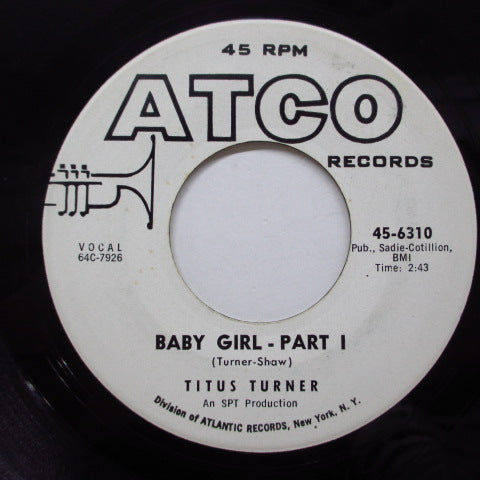 45 RPM
ATCO
RECORDS
VOCAL
64C-7926
45-6310
Pub., Sadie-Cotillion,
BMI
Time: 2:43
BABY GIRL - PART I
(Turner-Shaw)
TITUS TURNER
An SPT Production
Division of ATLANTIC RECORDS, New York, N. Y.